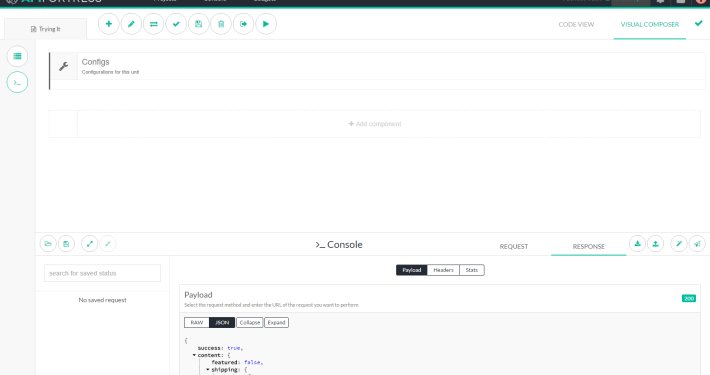 Trying It
CODE VIEW
VISUAL COMPOSER
Configs
Configurations for this unit
+ Add component
>_ Console
REQUEST
RESPONSE
search for saved status
No saved request
Payload
Headers
Stats
Payload
200
Select the request method and enter the URL of the request you want to perform
RAW
JSON
Collapse
Expand
{
success: true,
content: {
featured: false,
shipping: {